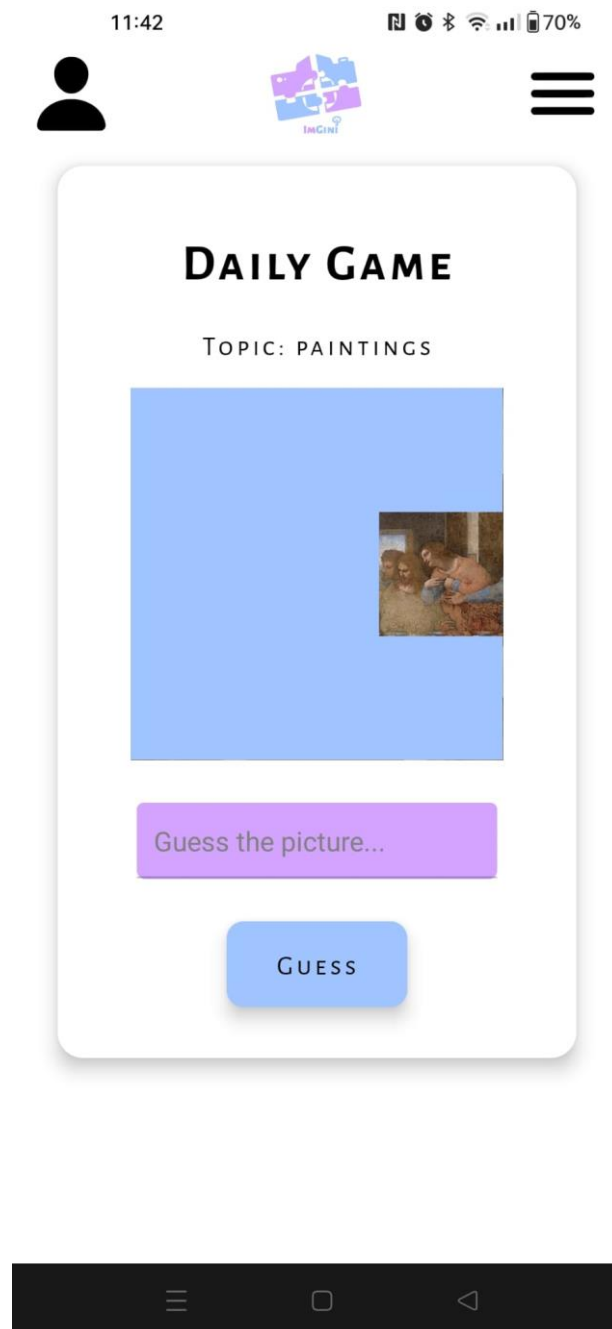 11:42
70%
ImGini
Daily Game
Topic: paintings
Guess the picture...
Guess